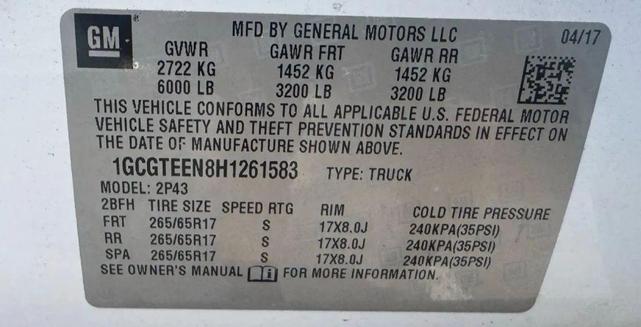 GM
MFD BY GENERAL MOTORS LLC 04/17
GVWR GAWR FRT GAWR RR
2722 KG 1452 KG 1452 KG
6000 LB 3200 LB 3200 LB
THIS VEHICLE CONFORMS TO ALL APPLICABLE U.S. FEDERAL MOTOR
VEHICLE SAFETY AND THEFT PREVENTION STANDARDS IN EFFECT ON
THE DATE OF MANUFACTURE SHOWN ABOVE.
1GCGTEEN8H1261583 TYPE: TRUCK
MODEL: 2P43
2BFH TIRE SIZE SPEED RTG RIM COLD TIRE PRESSURE
FRT 265/65R17 S 17X8.0J 240KPA(35PSI)
RR 265/65R17 S 17X8.0J 240KPA(35PSI)
SPA 265/65R17 S 17X8.0J 240KPA(35PSI)
SEE OWNER'S MANUAL FOR MORE INFORMATION.